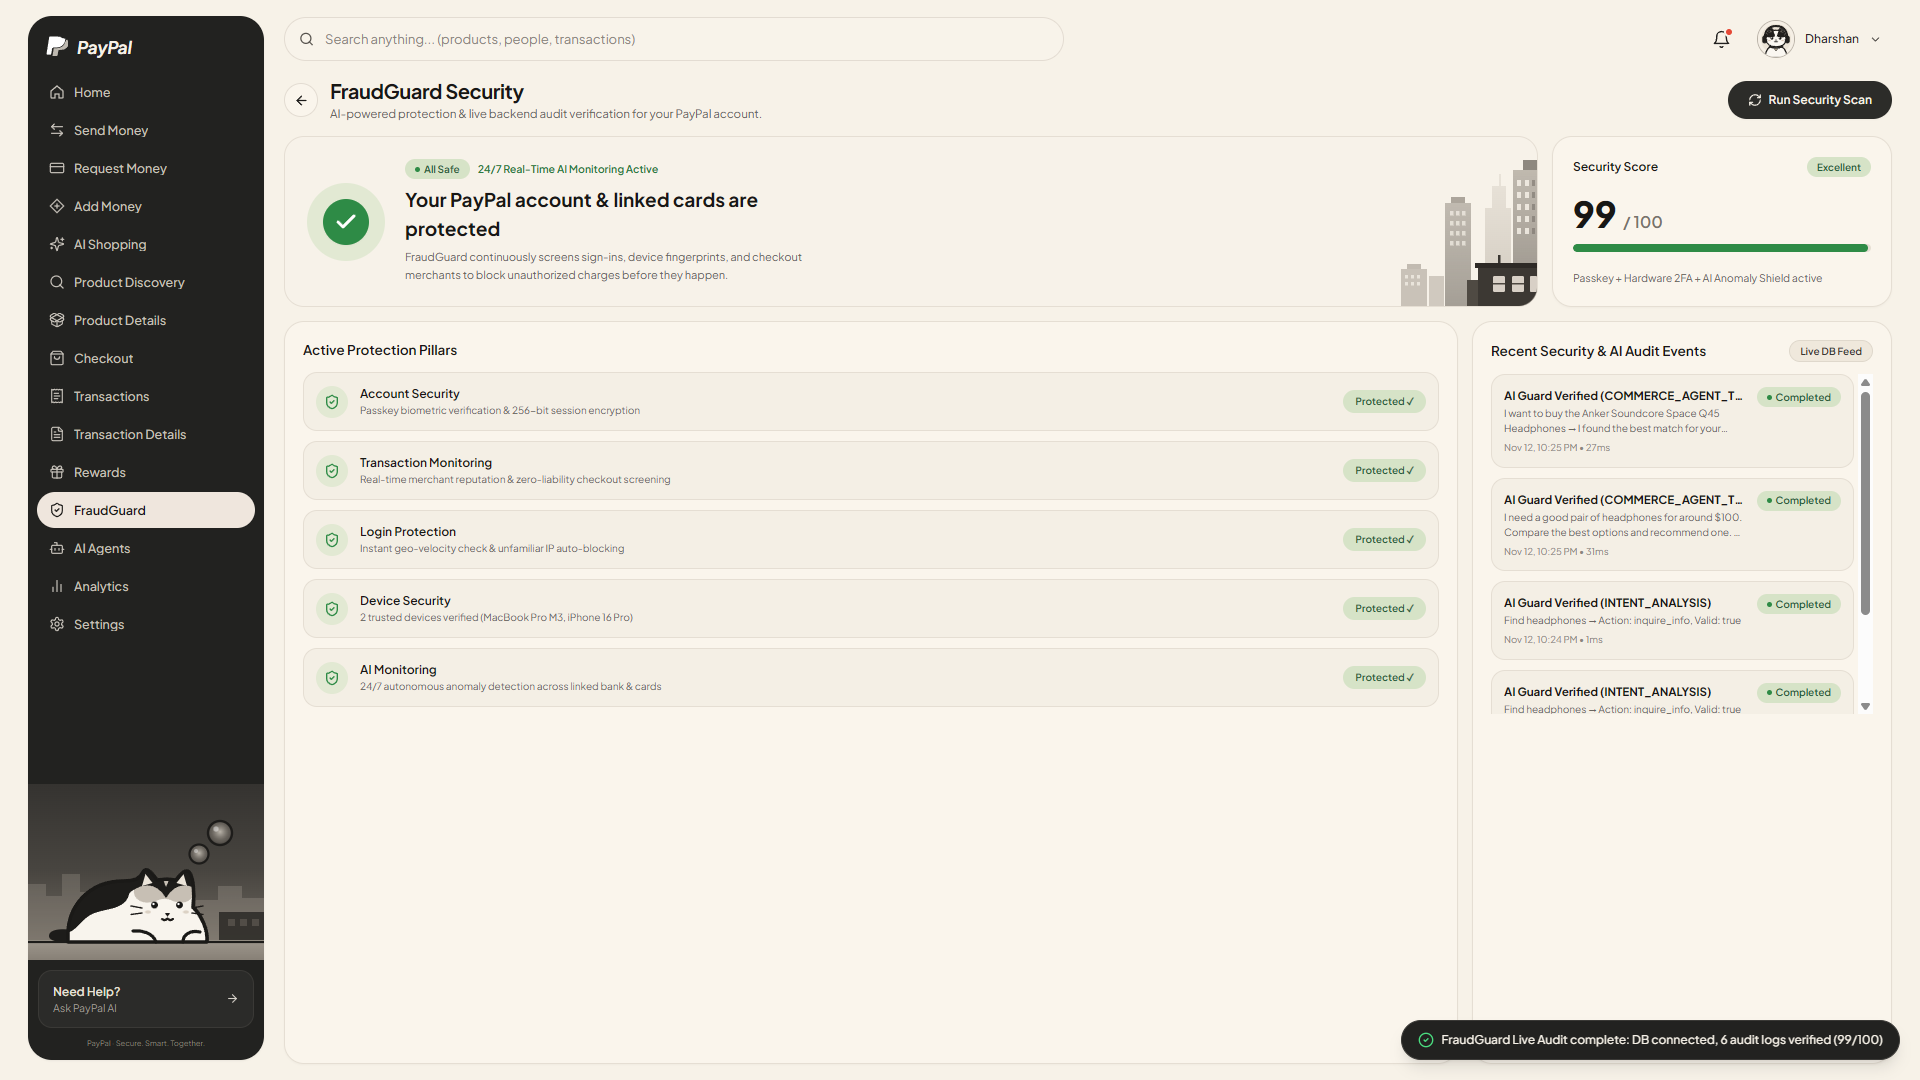 PayPal
Home
Send Money
Request Money
Add Money
AI Shopping
Product Discovery
Product Details
Checkout
Transactions
Transaction Details
Rewards
FraudGuard
AI Agents
Analytics
Settings
Need Help?
Ask PayPal AI
PayPal · Secure. Smart. Together.
Search anything... (products, people, transactions)
Dharshan
FraudGuard Security
AI-powered protection & live backend audit verification for your PayPal account.
Run Security Scan
All Safe
24/7 Real-Time AI Monitoring Active
Your PayPal account & linked cards are
protected
FraudGuard continuously screens sign-ins, device fingerprints, and checkout
merchants to block unauthorized charges before they happen.
Security Score
Excellent
99 / 100
Passkey + Hardware 2FA + AI Anomaly Shield active
Active Protection Pillars
Account Security
Passkey biometric verification & 256-bit session encryption
Protected ✓
Transaction Monitoring
Real-time merchant reputation & zero-liability checkout screening
Protected ✓
Login Protection
Instant geo-velocity check & unfamiliar IP auto-blocking
Protected ✓
Device Security
2 trusted devices verified (MacBook Pro M3, iPhone 16 Pro)
Protected ✓
AI Monitoring
24/7 autonomous anomaly detection across linked bank & cards
Protected ✓
Recent Security & AI Audit Events
Live DB Feed
AI Guard Verified (COMMERCE_AGENT_T...
Completed
I want to buy the Anker Soundcore Space Q45
Headphones → I found the best match for your...
Nov 12, 10:25 PM • 27ms
AI Guard Verified (COMMERCE_AGENT_T...
Completed
I need a good pair of headphones for around $100.
Compare the best options and recommend one. ...
Nov 12, 10:25 PM • 31ms
AI Guard Verified (INTENT_ANALYSIS)
Completed
Find headphones → Action: inquire_info, Valid: true
Nov 12, 10:24 PM • 1ms
AI Guard Verified (INTENT_ANALYSIS)
Completed
Find headphones → Action: inquire_info, Valid: true
FraudGuard Live Audit complete: DB connected, 6 audit logs verified (99/100)